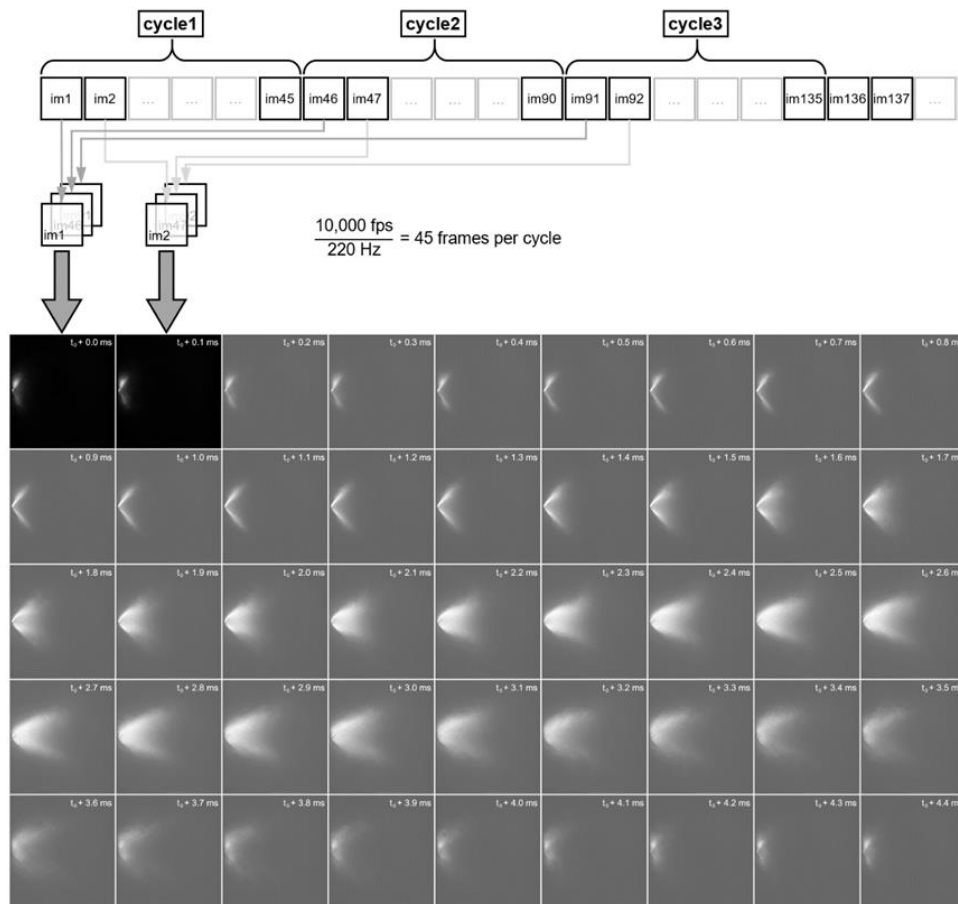 cycle1 cycle2 cycle3
im1 im2 ... ... ... im45 im46 im47 ... ... ... im90 im91 im92 ... ... ... im135 im136 im137 ...
im46 im47
im1 im2
10,000 fps
220 Hz
= 45 frames per cycle
t₀ + 0.0 ms t₀ + 0.1 ms t₀ + 0.2 ms t₀ + 0.3 ms t₀ + 0.4 ms t₀ + 0.5 ms t₀ + 0.6 ms t₀ + 0.7 ms t₀ + 0.8 m
t₀ + 0.9 ms t₀ + 1.0 ms t₀ + 1.1 ms t₀ + 1.2 ms t₀ + 1.3 ms t₀ + 1.4 ms t₀ + 1.5 ms t₀ + 1.6 ms t₀ + 1.7 m
t₀ + 1.8 ms t₀ + 1.9 ms t₀ + 2.0 ms t₀ + 2.1 ms t₀ + 2.2 ms t₀ + 2.3 ms t₀ + 2.4 ms t₀ + 2.5 ms t₀ + 2.6 m
t₀ + 2.7 ms t₀ + 2.8 ms t₀ + 2.9 ms t₀ + 3.0 ms t₀ + 3.1 ms t₀ + 3.2 ms t₀ + 3.3 ms t₀ + 3.4 ms t₀ + 3.5 m
t₀ + 3.6 ms t₀ + 3.7 ms t₀ + 3.8 ms t₀ + 3.9 ms t₀ + 4.0 ms t₀ + 4.1 ms t₀ + 4.2 ms t₀ + 4.3 ms t₀ + 4.4 m